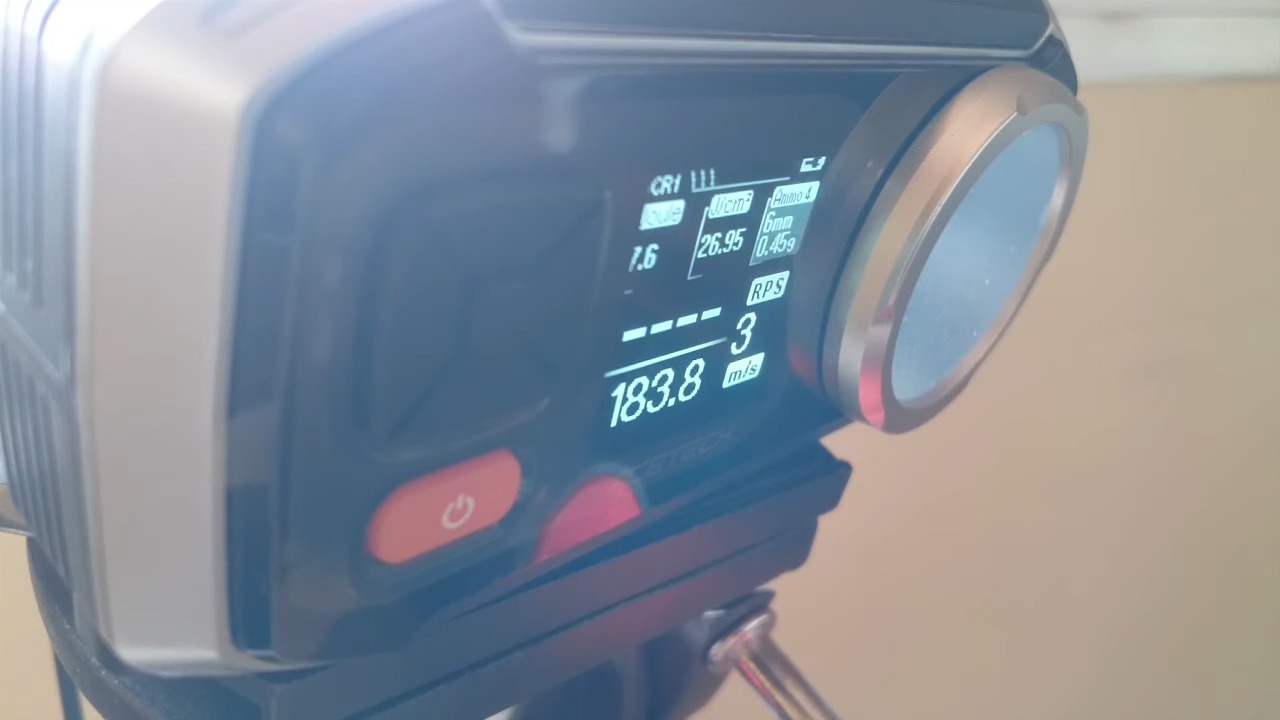 CR1
Joule J/cm² Ammo 4
7.6 26.95 6mm
0.45g
RPS
---- 3
183.8 m/s